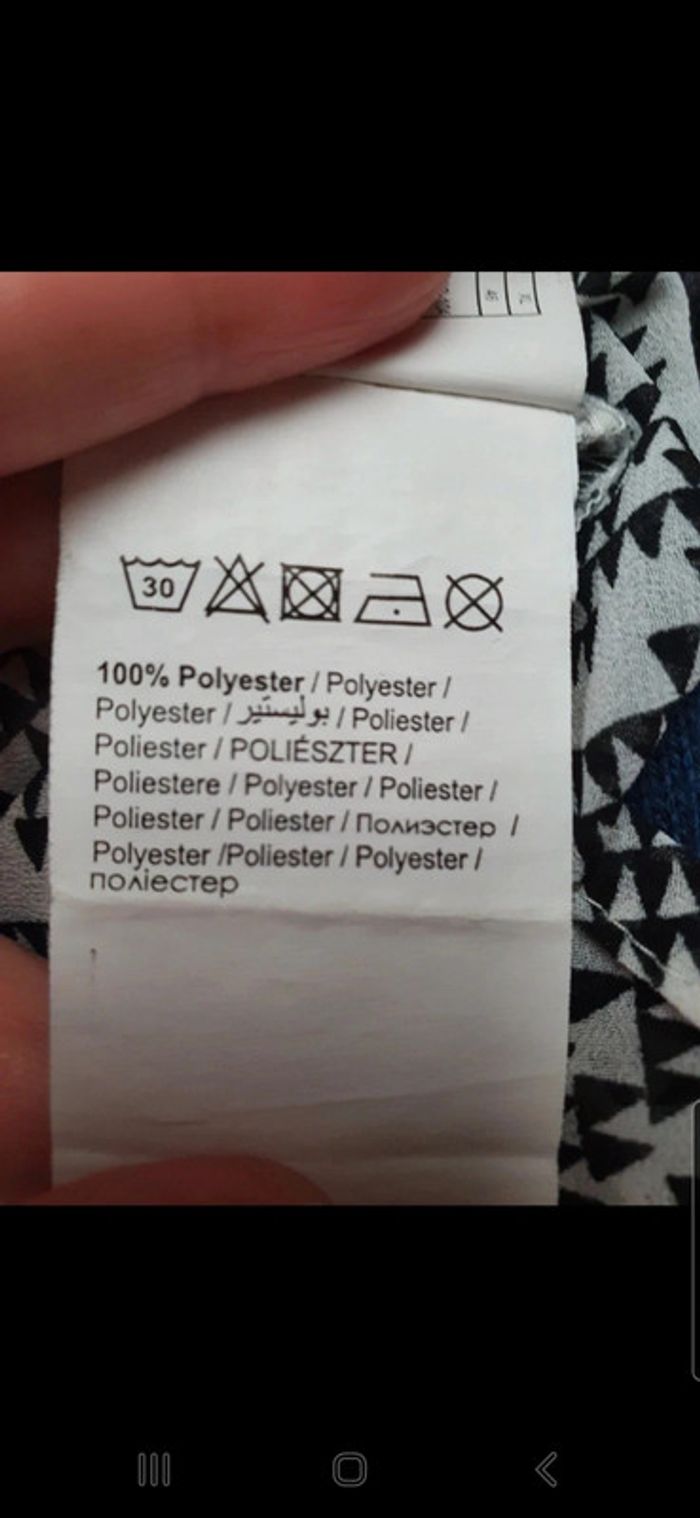 46
30
100% Polyester / Polyester /
Polyester / بوليستير / Poliester /
Poliester / POLIÉSZTER /
Poliestere / Polyester / Poliester /
Poliester / Poliester / Полиэстер /
Polyester /Poliester / Polyester /
поліестер